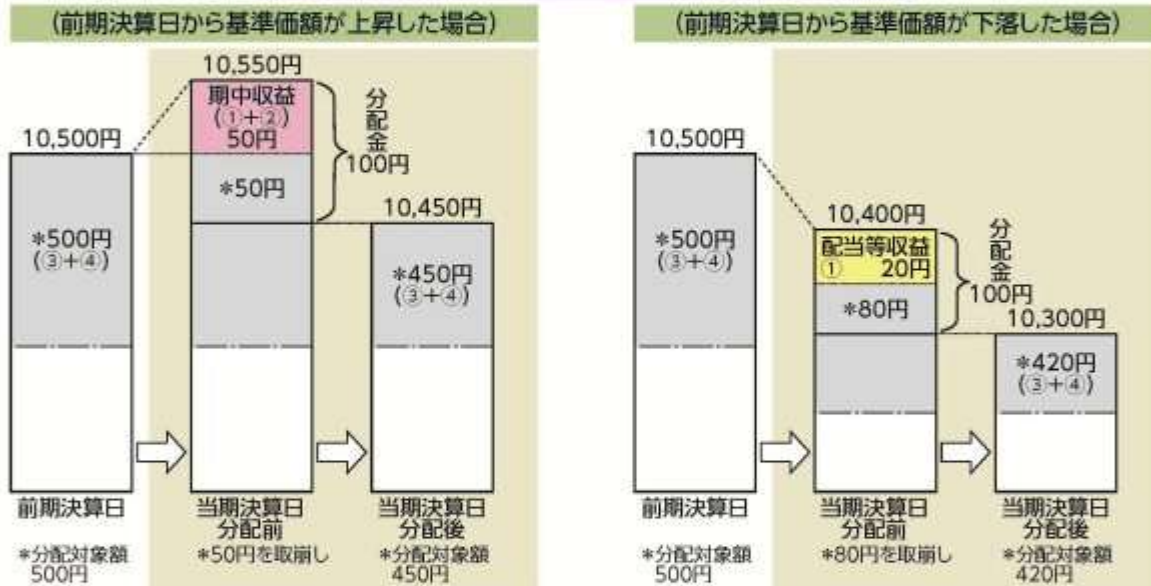 (前期決算日から基準価額が上昇した場合)
10,550円
期中収益
(①+②)
50円
分配金
100円
10,500円
*50円
10,450円
*500円
(③+④)
*450円
(③+④)
前期決算日
当期決算日
分配前
当期決算日
分配後
*分配対象額
500円
*50円を取崩し
*分配対象額
450円
(前期決算日から基準価額が下落した場合)
10,500円
10,400円
配当等収益
① 20円
分配金
100円
*500円
(③+④)
*80円
10,300円
*420円
(③+④)
前期決算日
当期決算日
分配前
当期決算日
分配後
*分配対象額
500円
*80円を取崩し
*分配対象額
420円